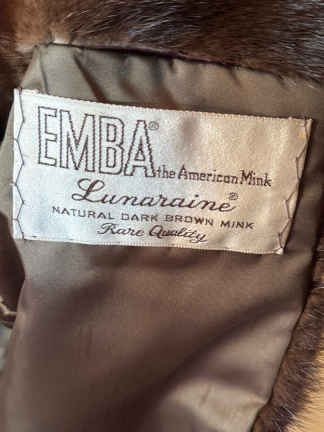 EMBA® the American Mink
Lunaraine®
NATURAL DARK BROWN MINK
Rare Quality